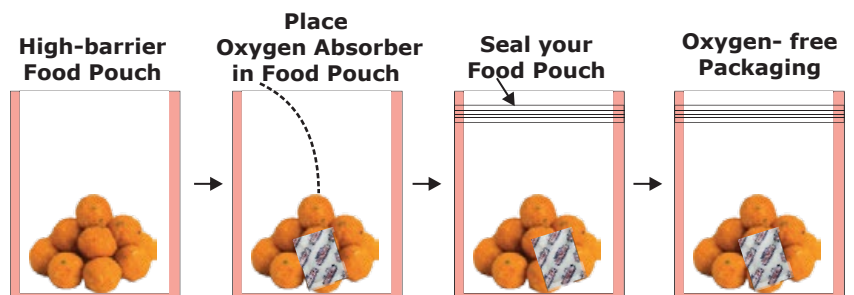 High-barrier
Food Pouch
Place
Oxygen Absorber
in Food Pouch
Seal your
Food Pouch
Oxygen- free
Packaging